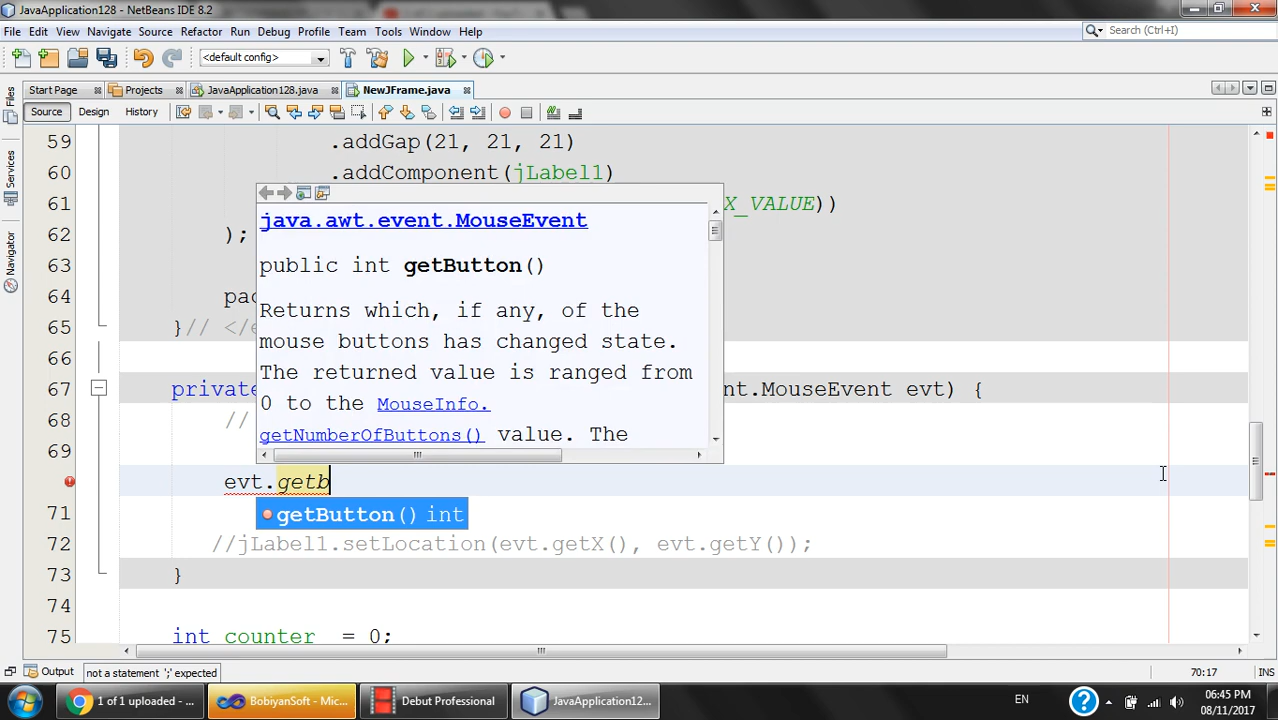 JavaApplication128 - NetBeans IDE 8.2
File Edit View Navigate Source Refactor Run Debug Profile Team Tools Window Help
Search (Ctrl+I)
<default config>
Start Page
Projects
JavaApplication128.java
NewJFrame.java
Source Design History
Files
Services
Navigator
59 .addGap(21, 21, 21)
60 .addComponent(jLabel1)
61 X_VALUE))
62 );
63
64 pac
65 }// </e
66
67 private nt.MouseEvent evt) {
68 //
69
evt.getb
71
72 //jLabel1.setLocation(evt.getX(), evt.getY());
73 }
74
75 int counter = 0;
java.awt.event.MouseEvent
public int getButton()
Returns which, if any, of the
mouse buttons has changed state.
The returned value is ranged from
0 to the MouseInfo.
getNumberOfButtons() value. The
getButton() int
Output
not a statement ';' expected
70:17
INS
1 of 1 uploaded - ...
BobiyanSoft - Mic...
Debut Professional
JavaApplication12...
EN
06:45 PM
08/11/2017